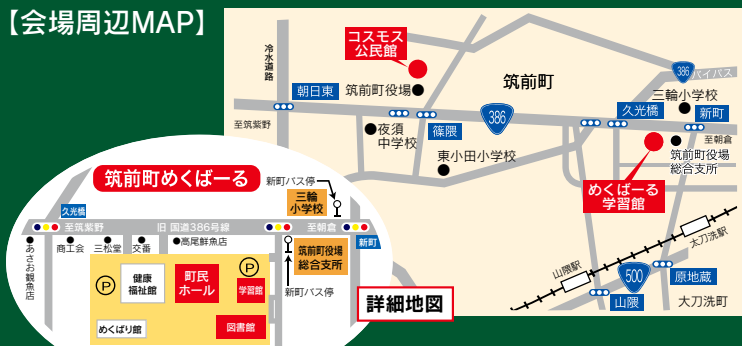 【会場周辺MAP】
冷水道路
コスモス
公民館
朝日東
筑前町役場
筑前町
386
バイパス
三輪小学校
久光橋
新町
至筑紫野
386
至朝倉
夜須
中学校
篠隈
東小田小学校
筑前町役場
総合支所
めくばーる
学習館
山隈駅
太刀洗駅
500
原地蔵
山隈
大刀洗町
筑前町めくばーる
新町バス停
三輪
小学校
久光橋
至筑紫野
旧 国道386号線
至朝倉
新町
あさお観魚店
商工会
三松堂
交番
高尾鮮魚店
筑前町役場
総合支所
新町バス停
P
健康
福祉館
町民
ホール
P
学習館
めくばり館
図書館
詳細地図